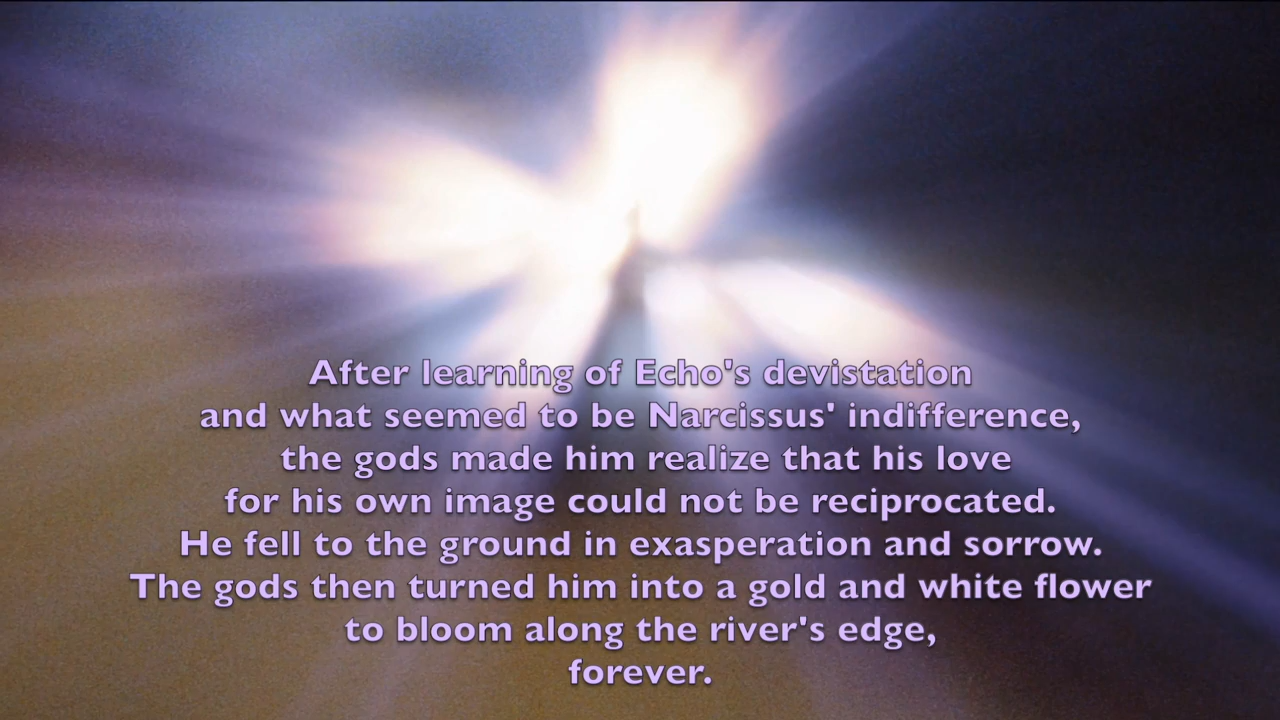 After learning of Echo's devistation
and what seemed to be Narcissus' indifference,
the gods made him realize that his love
for his own image could not be reciprocated.
He fell to the ground in exasperation and sorrow.
The gods then turned him into a gold and white flower
to bloom along the river's edge,
forever.